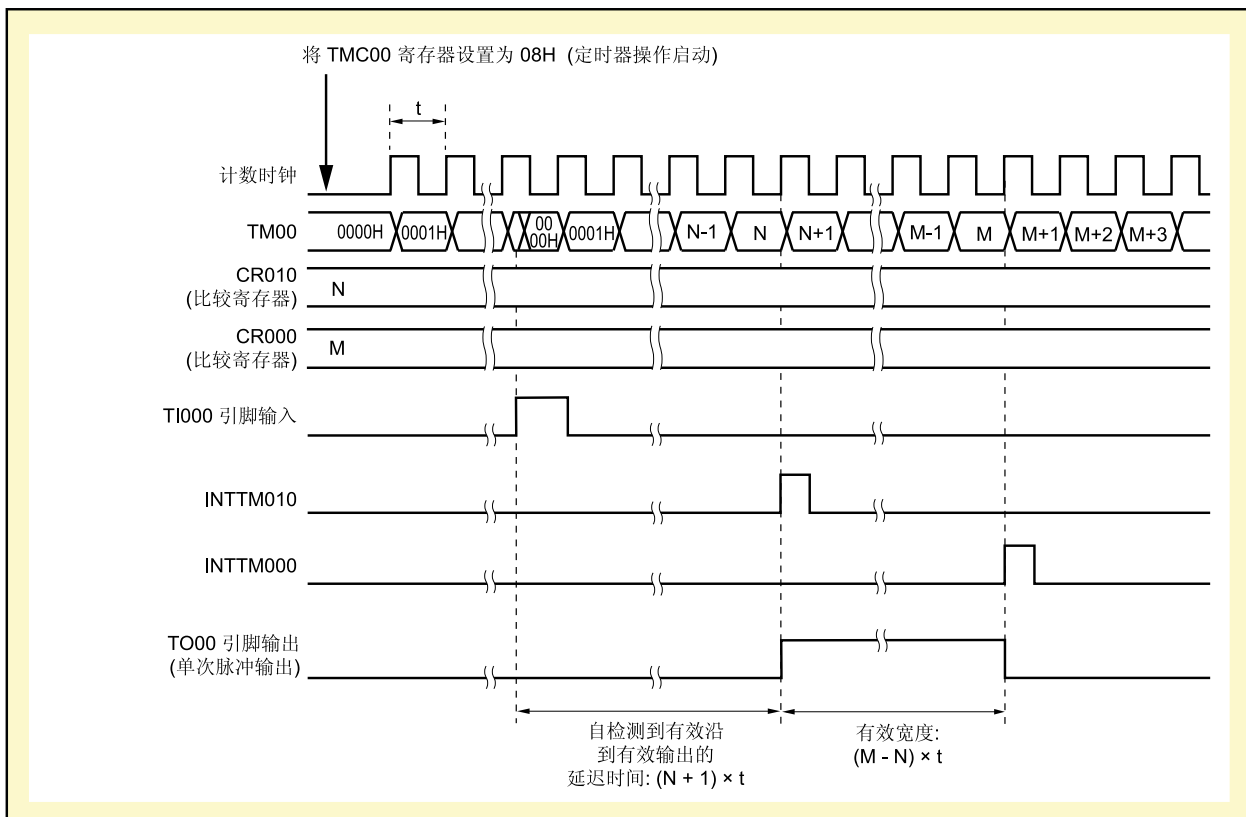 将 TMC00 寄存器设置为 08H (定时器操作启动)
t
计数时钟
TM00 0000H 0001H 00 00H 0001H N-1 N N+1 M-1 M M+1 M+2 M+3
CR010
(比较寄存器)
N
CR000
(比较寄存器)
M
TI000 引脚输入
INTTM010
INTTM000
TO00 引脚输出
(单次脉冲输出)
自检测到有效沿
到有效输出的
延迟时间: (N + 1) × t
有效宽度:
(M - N) × t